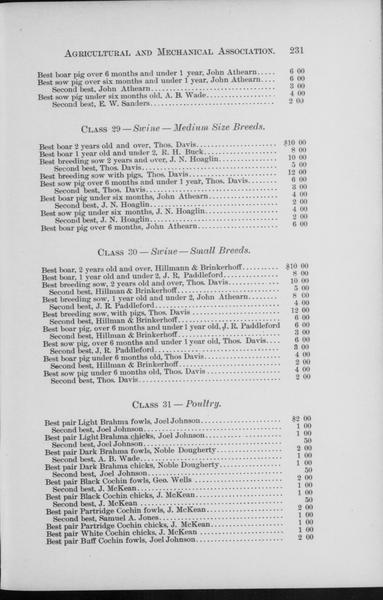 AGRICULTURAL AND MECHANICAL ASSOCIATION. 231
Best boar pig over 6 months and under 1 year, John Athearn..... 6 00
Best sow pig over six months and under 1 year, John Athearn.... 6 00
Second best, John Athearn.............................. 3 00
Best sow pig under six months old, A. B. Wade................. 4 00
Second best, E. W. Sanders............................. 2 00
CLASS 29—Swine—Medium Size Breeds.
Best boar 2 years old and over, Thos. Davis.................... $10 00
Best boar 1 year old and under 2, R. H. Buck................... 8 00
Best breeding sow 2 years and over, J. N. Hoaglin.............. 10 00
Second best, Thos. Davis............................... 5 00
Best breeding sow with pigs, Thos. Davis...................... 12 00
Best sow pig over 6 months and under 1 year, Thos. Davis....... 6 00
Second best, Thos. Davis............................... 3 00
Best boar pig under six months, John Athearn.................. 4 00
Second best, J. N. Hoaglin............................. 2 00
Best sow pig under six months, J. N. Hoaglin.................. 4 00
Second best, J. N. Hoaglin............................. 2 00
Best boar pig over 6 months, John Athearn..................... 6 00
CLASS 30—Swine—Small Breeds.
Best boar, 2 years old and over, Hillmann & Brinkerhoff......... $10 00
Best boar, 1 year old and under 2, J. R. Paddleford............. 8 00
Best breeding sow, 2 years old and over, Thos. Davis............ 10 00
Second best, Hillman & Brinkerhoff..................... 5 00
Best breeding sow, 1 year old and under 2, John Athearn........ 8 00
Second best, J. R. Paddleford.......................... 4 00
Best breeding sow, with pigs, Thos. Davis..................... 12 00
Second best, Hillman & Brinkerhoff..................... 6 00
Best boar pig, over 6 months and under 1 year old, J. R. Paddleford 6 00
Second best, Hillman & Brinkerhoff..................... 3 00
Best sow pig, over 6 months and under 1 year old, Thos. Davis.... 6 00
Second best, J. R. Paddleford.......................... 3 00
Best boar pig under 6 months old, Thos Davis.................. 4 00
Second best, Hillman & Brinkerhoff..................... 2 00
Best sow pig under 6 months old, Thos. Davis.................. 4 00
Second best, Thos. Davis............................... 2 00
CLASS 31—Poultry.
Best pair Light Brahma fowls, Joel Johnson..................... $2 00
Second best, Joel Johnson.............................. 1 00
Best pair Light Brahma chicks, Joel Johnson................... 1 00
Second best, Joel Johnson.............................. 50
Best pair Dark Brahma fowls, Noble Dougherty.................. 2 00
Second best, A. B. Wade................................ 1 00
Best pair Dark Brahma chicks, Noble Dougherty................. 1 00
Second best, Joel Johnson.............................. 50
Best pair Black Cochin fowls, Geo. Wells...................... 2 00
Second best, J. McKean................................. 1 00
Best pair Black Cochin chicks, J. McKean...................... 1 00
Second best, J. McKean................................. 50
Best pair Partridge Cochin fowls, J. McKean................... 2 00
Second best, Samuel A. Jones........................... 1 00
Best pair Partridge Cochin chicks, J. McKean.................. 1 00
Best pair White Cochin chicks, J. McKean...................... 1 00
Best pair Buff Cochin fowls, Joel Johnson..................... 2 00